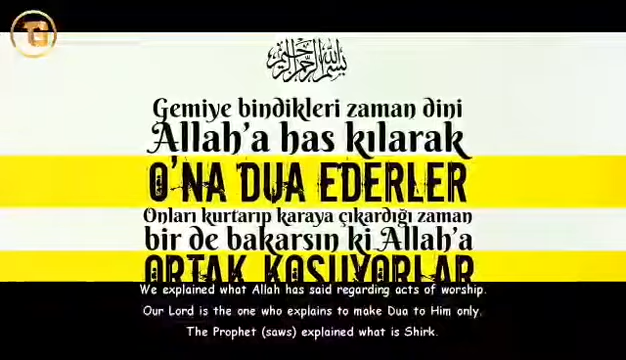 بسم الله الرحمن الرحيم
Gemiye bindikleri zaman dini
Allah'a has kılarak
O'NA DUA EDERLER
Onları kurtarıp karaya çıkardığı zaman
bir de bakarsın ki Allah'a
ORTAK KOŞUYORLAR
We explained what Allah has said regarding acts of worship.
Our Lord is the one who explains to make Dua to Him only.
The Prophet (saws) explained what is Shirk.